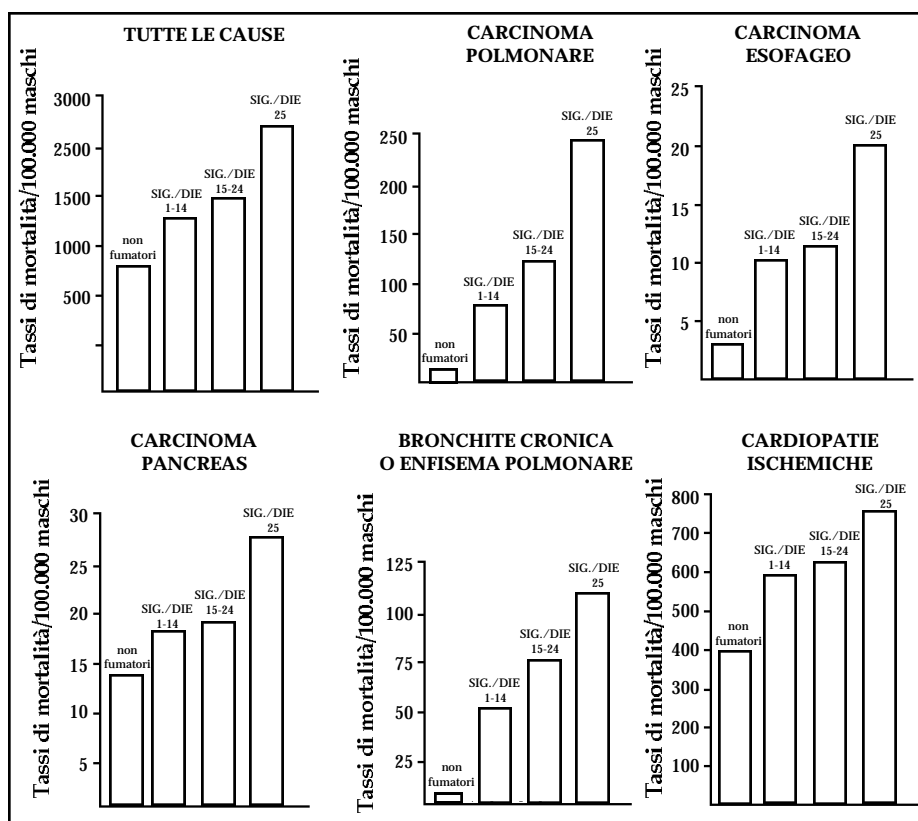 TUTTE LE CAUSE
Tassi di mortalità/100.000 maschi
3000
2500
1500
1000
500
non
fumatori
SIG./DIE
1-14
SIG./DIE
15-24
SIG./DIE
25
CARCINOMA
POLMONARE
Tassi di mortalità/100.000 maschi
250
200
150
100
50
non
fumatori
SIG./DIE
1-14
SIG./DIE
15-24
SIG./DIE
25
CARCINOMA
ESOFAGEO
Tassi di mortalità/100.000 maschi
25
20
15
10
5
non
fumatori
SIG./DIE
1-14
SIG./DIE
15-24
SIG./DIE
25
CARCINOMA
PANCREAS
Tassi di mortalità/100.000 maschi
30
25
20
15
10
5
non
fumatori
SIG./DIE
1-14
SIG./DIE
15-24
SIG./DIE
25
BRONCHITE CRONICA
O ENFISEMA POLMONARE
Tassi di mortalità/100.000 maschi
125
100
75
50
25
non
fumatori
SIG./DIE
1-14
SIG./DIE
15-24
SIG./DIE
25
CARDIOPATIE
ISCHEMICHE
Tassi di mortalità/100.000 maschi
800
700
600
500
400
300
200
100
non
fumatori
SIG./DIE
1-14
SIG./DIE
15-24
SIG./DIE
25